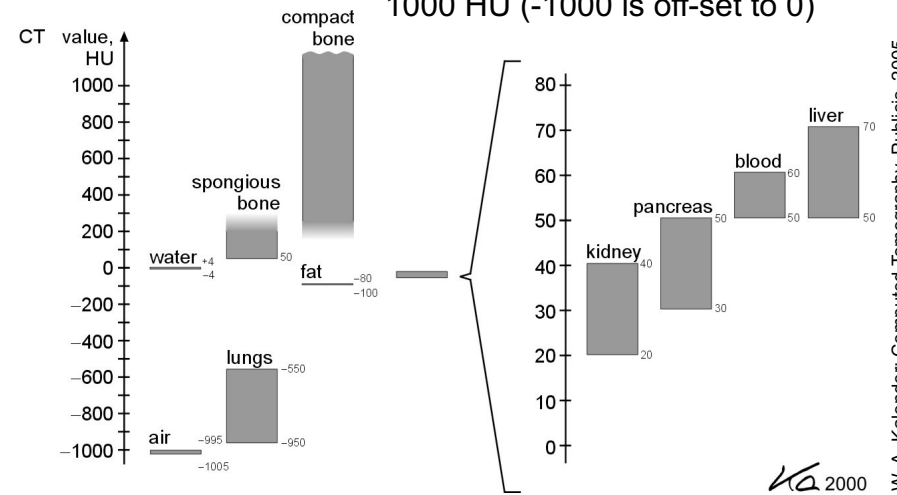 1000 HU (-1000 is off-set to 0)
CT value,
HU
1000
800
600
400
200
0
–200
–400
–600
–800
–1000
compact
bone
spongious
bone
50
water
+4
–4
fat
–80
–100
lungs
–550
–950
air
–995
–1005
80
70
60
50
40
30
20
10
0
kidney
40
20
pancreas
50
30
blood
60
50
liver
70
50
2000
W.A. Kalender: Computed Tomography, Publicis, 2005